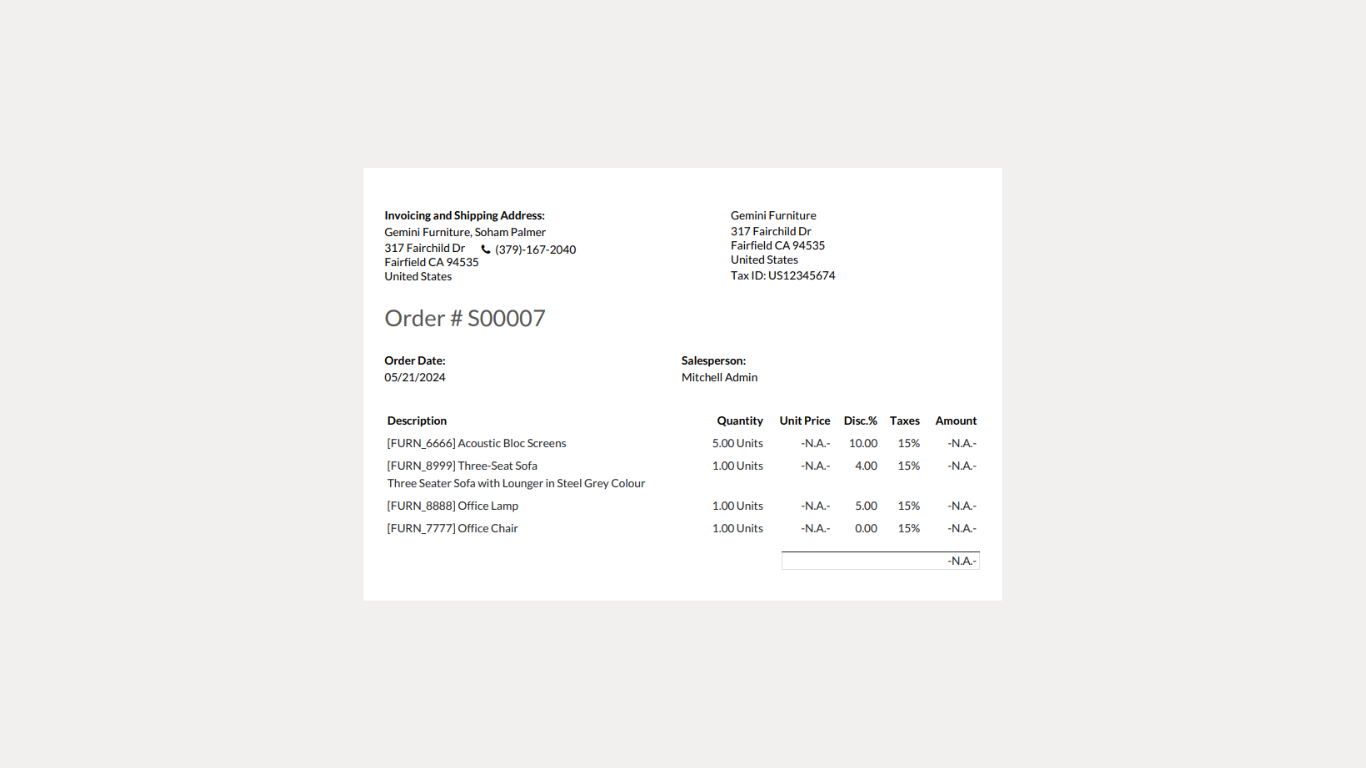 Invoicing and Shipping Address:
Gemini Furniture, Soham Palmer
317 Fairchild Dr (379)-167-2040
Fairfield CA 94535
United States
Gemini Furniture
317 Fairchild Dr
Fairfield CA 94535
United States
Tax ID: US12345674
Order # S00007
Order Date:
05/21/2024
Salesperson:
Mitchell Admin
Description Quantity Unit Price Disc.% Taxes Amount
[FURN_6666] Acoustic Bloc Screens 5.00 Units -N.A.- 10.00 15% -N.A.-
[FURN_8999] Three-Seat Sofa 1.00 Units -N.A.- 4.00 15% -N.A.-
Three Seater Sofa with Lounger in Steel Grey Colour
[FURN_8888] Office Lamp 1.00 Units -N.A.- 5.00 15% -N.A.-
[FURN_7777] Office Chair 1.00 Units -N.A.- 0.00 15% -N.A.-
-N.A.-